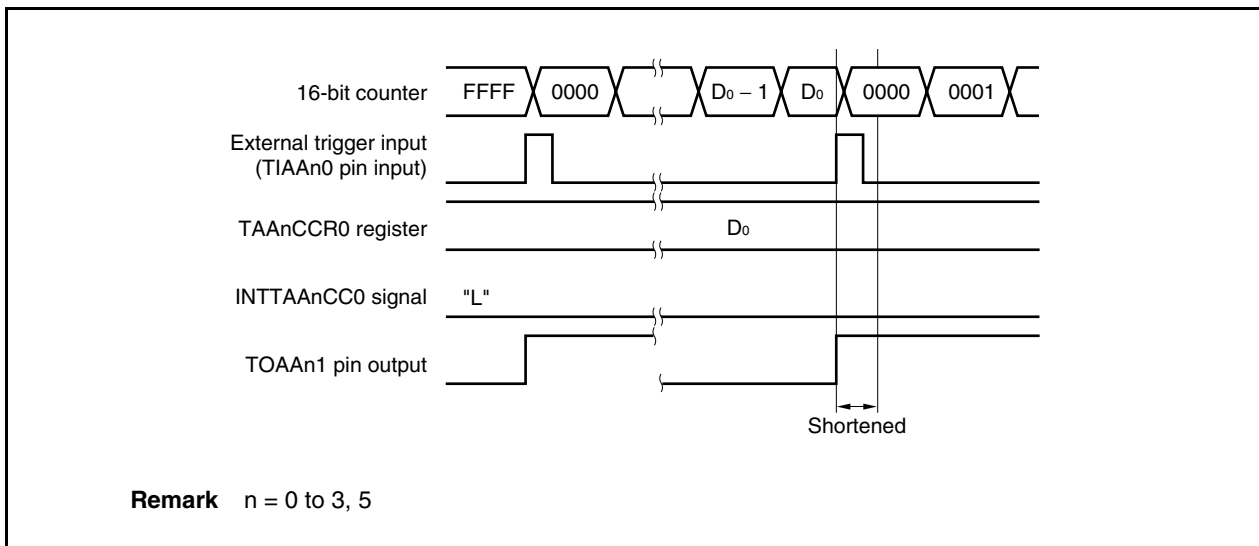 16-bit counter FFFF 0000 D₀ − 1 D₀ 0000 0001
External trigger input
(TIAAn0 pin input)
TAAnCCR0 register D₀
INTTAAnCC0 signal "L"
TOAAn1 pin output
Shortened
Remark n = 0 to 3, 5